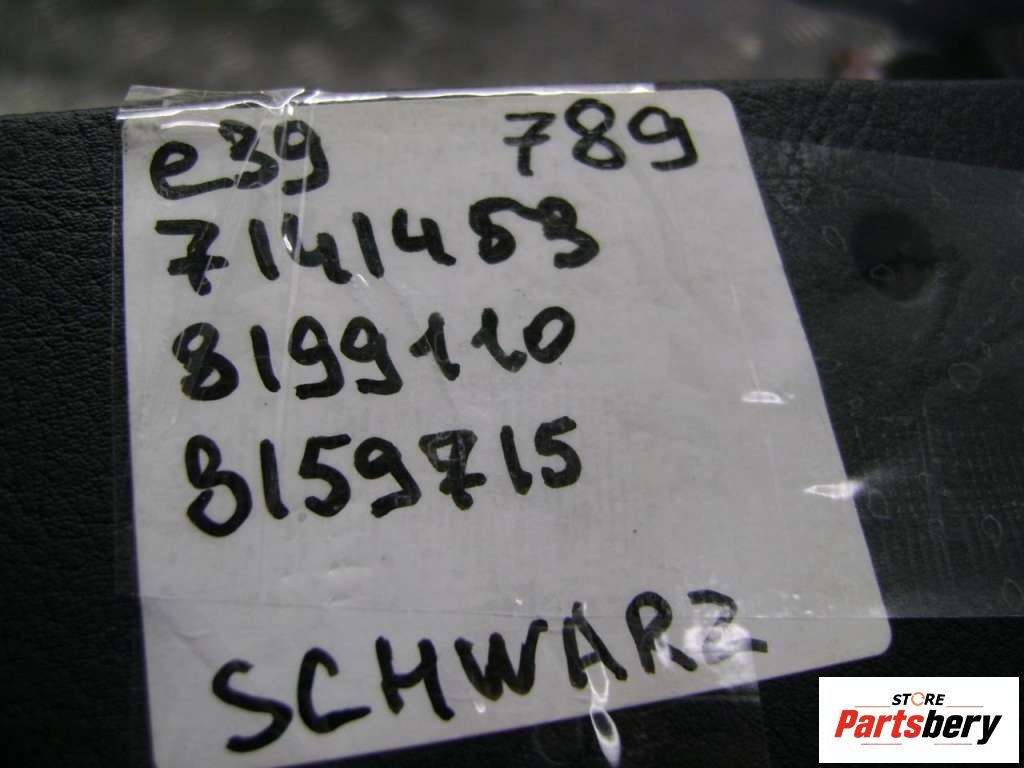 e39 789
7141453
8199110
8159715
SCHWARZ
STORE
Partsbery